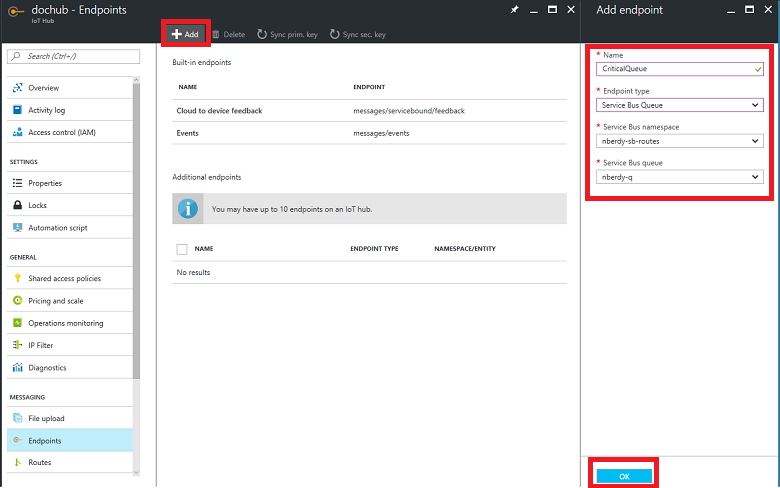 dochub - Endpoints
IoT Hub
Search (Ctrl+/)
Overview
Activity log
Access control (IAM)
SETTINGS
Properties
Locks
Automation script
GENERAL
Shared access policies
Pricing and scale
Operations monitoring
IP Filter
Diagnostics
MESSAGING
File upload
Endpoints
Routes
Add Delete Sync prim. key Sync sec. key
Built-in endpoints
NAME ENDPOINT
Cloud to device feedback messages/servicebound/feedback
Events messages/events
Additional endpoints
You may have up to 10 endpoints on an IoT hub.
NAME ENDPOINT TYPE NAMESPACE/ENTITY
No results
Add endpoint
* Name
CriticalQueue
* Endpoint type
Service Bus Queue
* Service Bus namespace
nberdy-sb-routes
* Service Bus queue
nberdy-q
OK